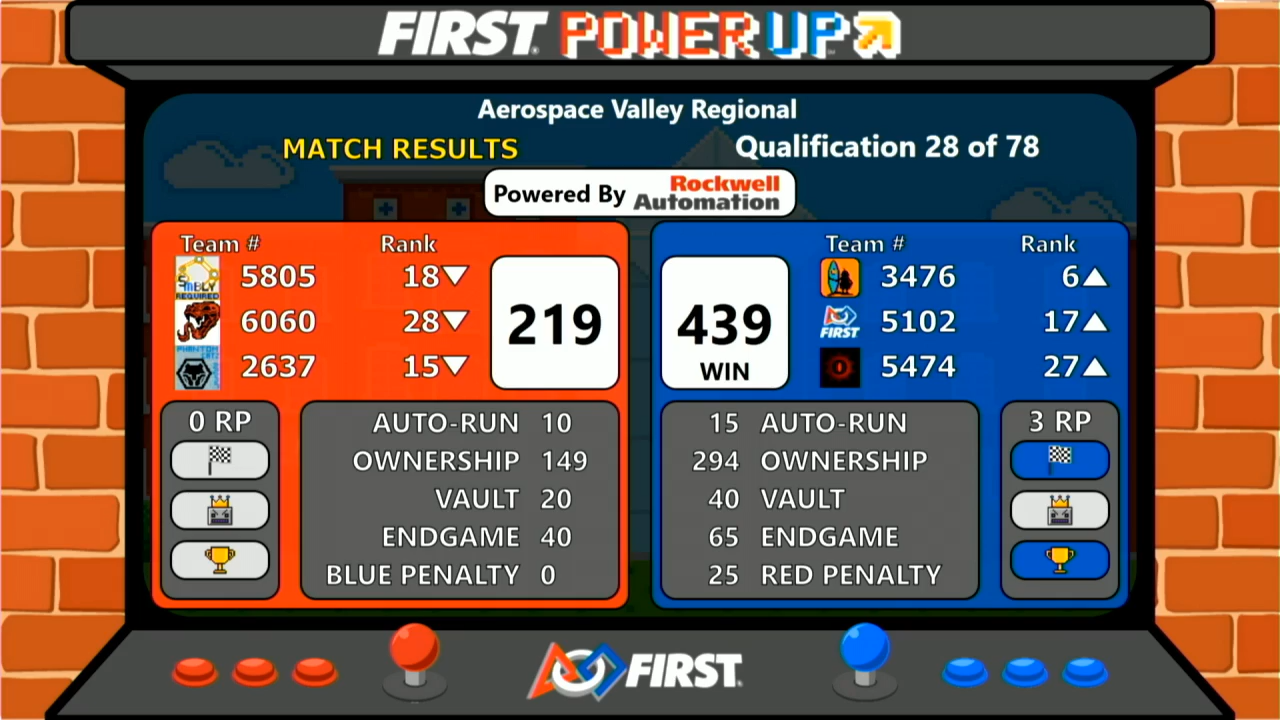 FIRST POWER UP
Aerospace Valley Regional
MATCH RESULTS
Qualification 28 of 78
Powered By Rockwell Automation
Team # Rank
5805 18
6060 28
2637 15
219
439
WIN
Team # Rank
3476 6
5102 17
5474 27
REQUIRED
FIRST
0 RP
AUTO-RUN 10
OWNERSHIP 149
VAULT 20
ENDGAME 40
BLUE PENALTY 0
15 AUTO-RUN
294 OWNERSHIP
40 VAULT
65 ENDGAME
25 RED PENALTY
3 RP
FIRST